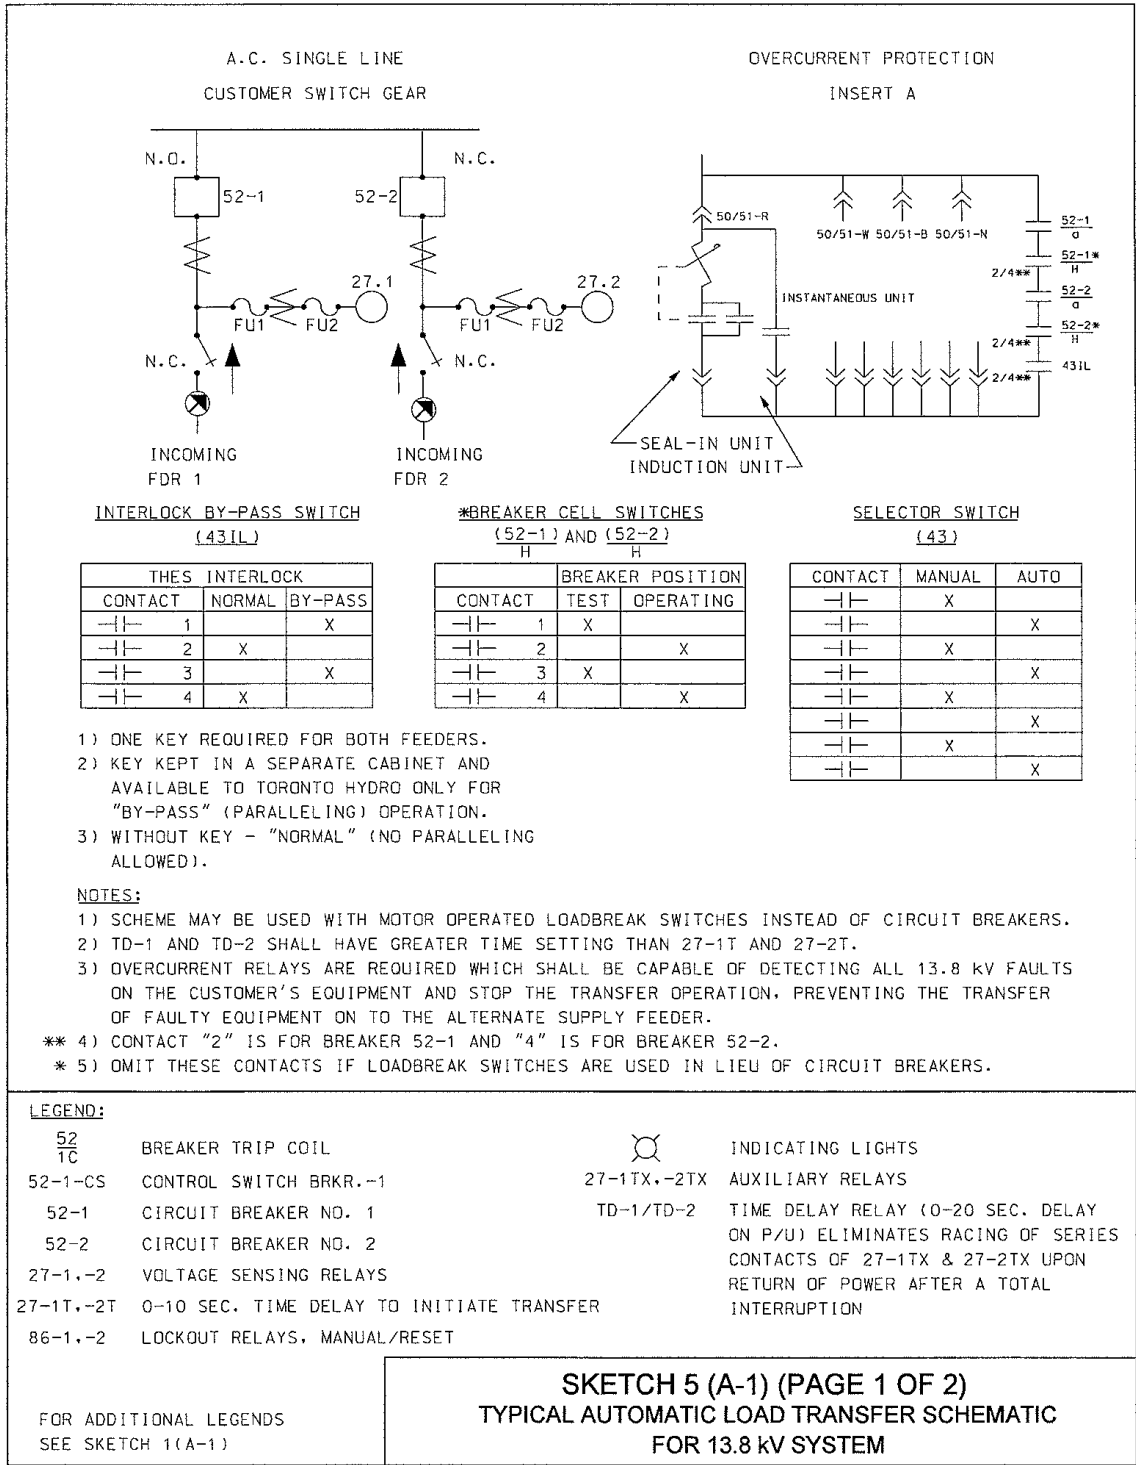 A.C. SINGLE LINE
CUSTOMER SWITCH GEAR
OVERCURRENT PROTECTION
INSERT A
N.O.
N.C.
52-1
52-2
27.1
27.2
FU1
FU2
FU1
FU2
N.C.
N.C.
INCOMING
FDR 1
INCOMING
FDR 2
50/51-R
50/51-W 50/51-B 50/51-N
INSTANTANEOUS UNIT
52-1
a
52-1*
H
2/4**
52-2
a
52-2*
H
2/4**
43IL
2/4**
SEAL-IN UNIT
INDUCTION UNIT
INTERLOCK BY-PASS SWITCH
(43IL)
THES INTERLOCK
CONTACT NORMAL BY-PASS
1 X
2 X
3 X
4 X
*BREAKER CELL SWITCHES
(52-1) AND (52-2)
H H
BREAKER POSITION
CONTACT TEST OPERATING
1 X
2 X
3 X
4 X
SELECTOR SWITCH
(43)
CONTACT MANUAL AUTO
X
X
X
X
X
X
X
X
1) ONE KEY REQUIRED FOR BOTH FEEDERS.
2) KEY KEPT IN A SEPARATE CABINET AND
AVAILABLE TO TORONTO HYDRO ONLY FOR
"BY-PASS" (PARALLELING) OPERATION.
3) WITHOUT KEY - "NORMAL" (NO PARALLELING
ALLOWED).
NOTES:
1) SCHEME MAY BE USED WITH MOTOR OPERATED LOADBREAK SWITCHES INSTEAD OF CIRCUIT BREAKERS.
2) TD-1 AND TD-2 SHALL HAVE GREATER TIME SETTING THAN 27-1T AND 27-2T.
3) OVERCURRENT RELAYS ARE REQUIRED WHICH SHALL BE CAPABLE OF DETECTING ALL 13.8 kV FAULTS
ON THE CUSTOMER'S EQUIPMENT AND STOP THE TRANSFER OPERATION, PREVENTING THE TRANSFER
OF FAULTY EQUIPMENT ON TO THE ALTERNATE SUPPLY FEEDER.
** 4) CONTACT "2" IS FOR BREAKER 52-1 AND "4" IS FOR BREAKER 52-2.
* 5) OMIT THESE CONTACTS IF LOADBREAK SWITCHES ARE USED IN LIEU OF CIRCUIT BREAKERS.
LEGEND:
52
1C
BREAKER TRIP COIL
52-1-CS CONTROL SWITCH BRKR.-1
52-1 CIRCUIT BREAKER NO. 1
52-2 CIRCUIT BREAKER NO. 2
27-1,-2 VOLTAGE SENSING RELAYS
27-1T,-2T 0-10 SEC. TIME DELAY TO INITIATE TRANSFER
86-1,-2 LOCKOUT RELAYS, MANUAL/RESET
INDICATING LIGHTS
27-1TX,-2TX AUXILIARY RELAYS
TD-1/TD-2 TIME DELAY RELAY (0-20 SEC. DELAY
ON P/U) ELIMINATES RACING OF SERIES
CONTACTS OF 27-1TX & 27-2TX UPON
RETURN OF POWER AFTER A TOTAL
INTERRUPTION
FOR ADDITIONAL LEGENDS
SEE SKETCH 1(A-1)
SKETCH 5 (A-1) (PAGE 1 OF 2)
TYPICAL AUTOMATIC LOAD TRANSFER SCHEMATIC
FOR 13.8 kV SYSTEM